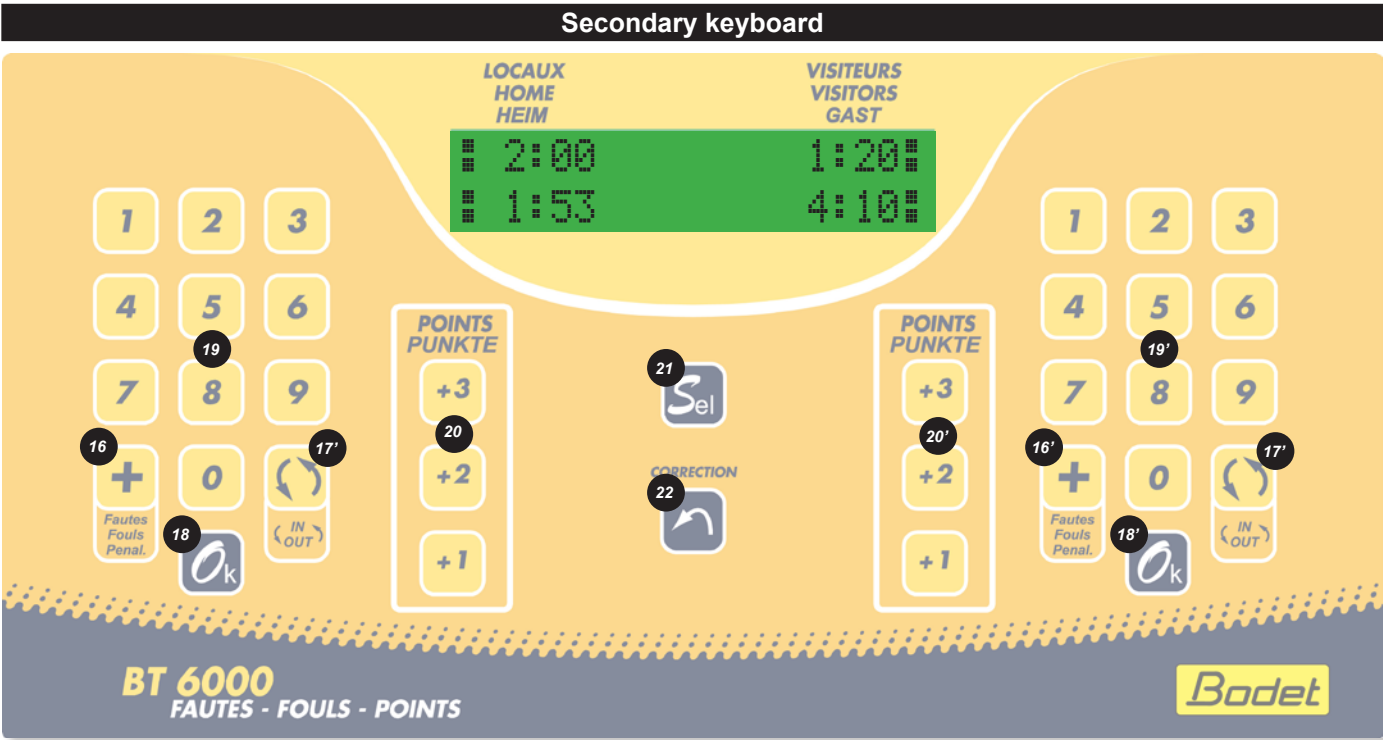 Secondary keyboard
LOCAUX
HOME
HEIM
VISITEURS
VISITORS
GAST
2:00 1:20
1:53 4:10
1 2 3
4 5 6
19
7 8 9
16 17'
+ 0
Fautes
Fouls
Penal.
18
Ok
IN
OUT
POINTS
PUNKTE
+3
20
+2
+1
21
Sel
CORRECTION
22
POINTS
PUNKTE
+3
20'
+2
+1
1 2 3
4 5 6
19'
7 8 9
16' 17'
+ 0
Fautes
Fouls
Penal.
18'
Ok
IN
OUT
BT 6000
FAUTES - FOULS - POINTS
Bodet